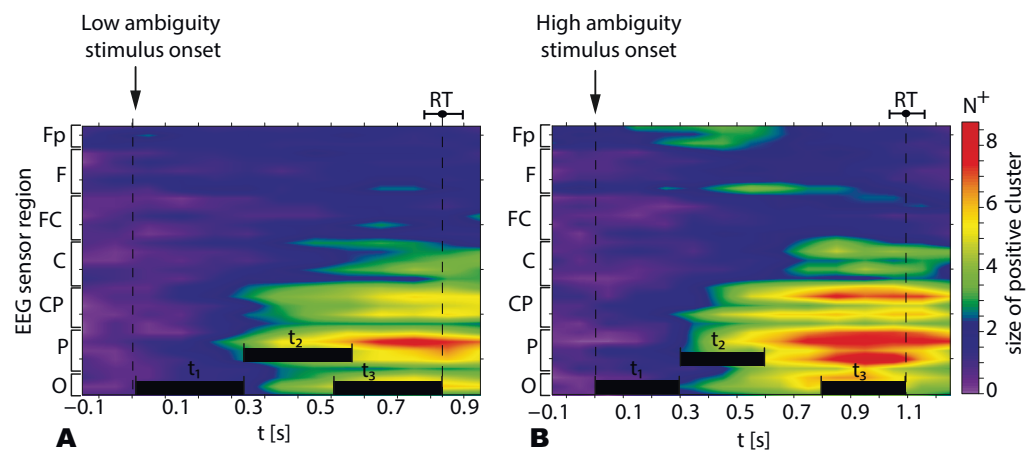 Low ambiguity
stimulus onset
High ambiguity
stimulus onset
RT
RT
N+
EEG sensor region
Fp
F
FC
C
CP
P
O
t₁
t₂
t₃
−0.1 0.1 0.3 0.5 0.7 0.9
t [s]
A
Fp
F
FC
C
CP
P
O
t₁
t₂
t₃
−0.1 0.1 0.3 0.5 0.7 0.9 1.1
t [s]
B
8
6
4
2
0
size of positive cluster